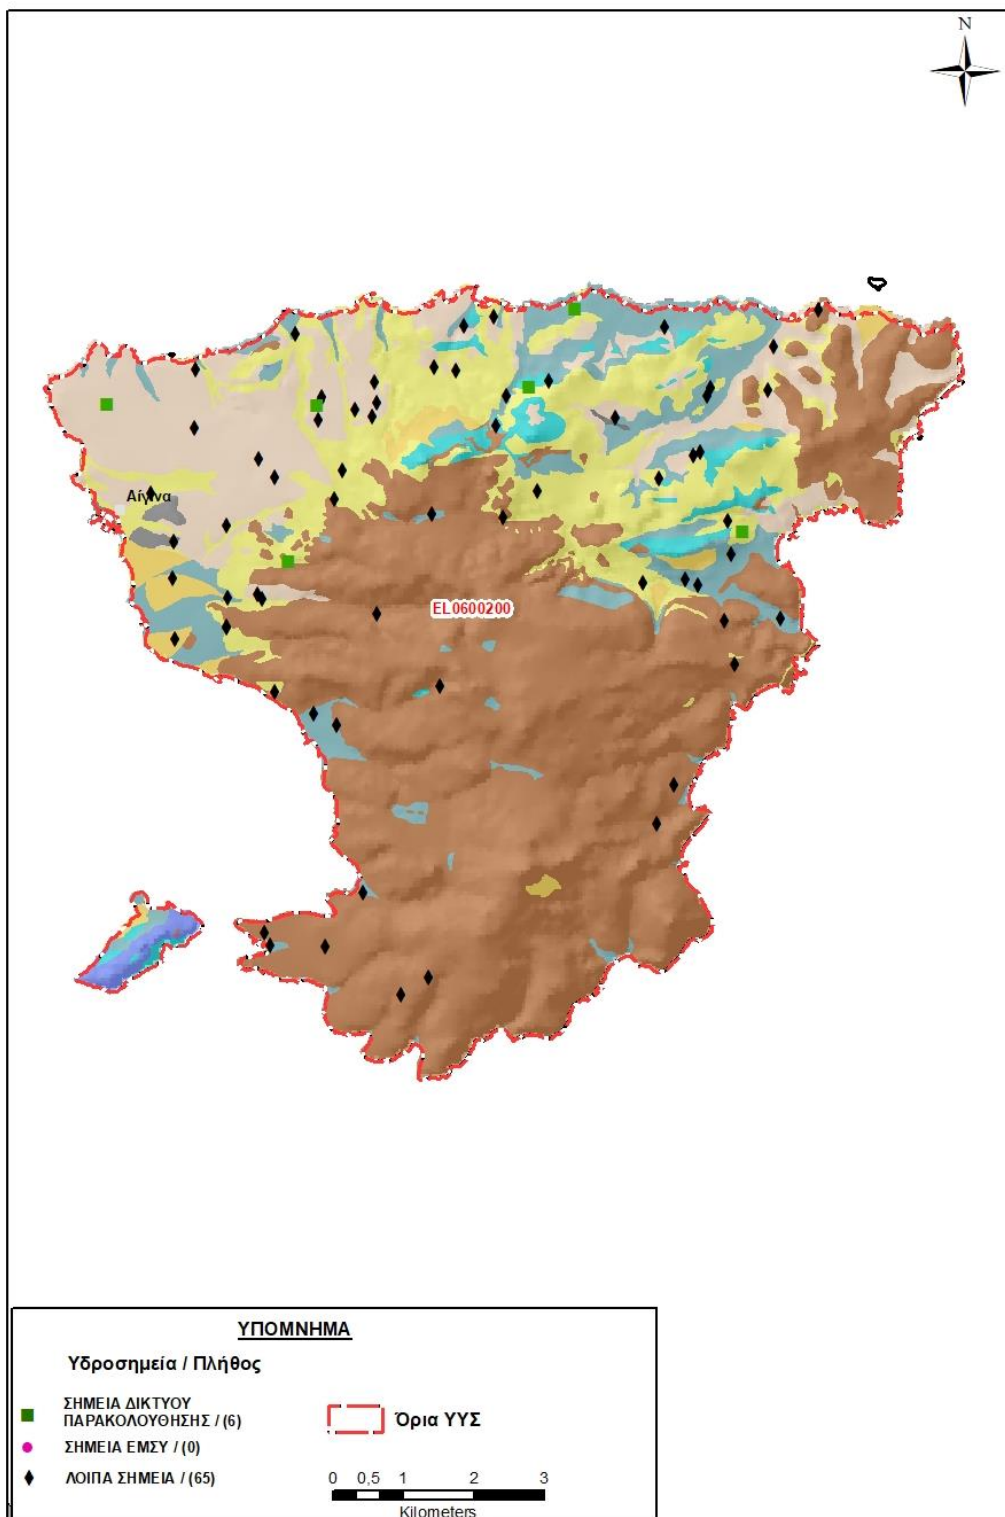 N
Αίγινα
EL0600200
ΥΠΟΜΝΗΜΑ
Υδροσημεία / Πλήθος
ΣΗΜΕΙΑ ΔΙΚΤΥΟΥ
ΠΑΡΑΚΟΛΟΥΘΗΣΗΣ / (6)
Όρια ΥΥΣ
ΣΗΜΕΙΑ ΕΜΣΥ / (0)
ΛΟΙΠΑ ΣΗΜΕΙΑ / (65)
0 0,5 1 2 3
Kilometers